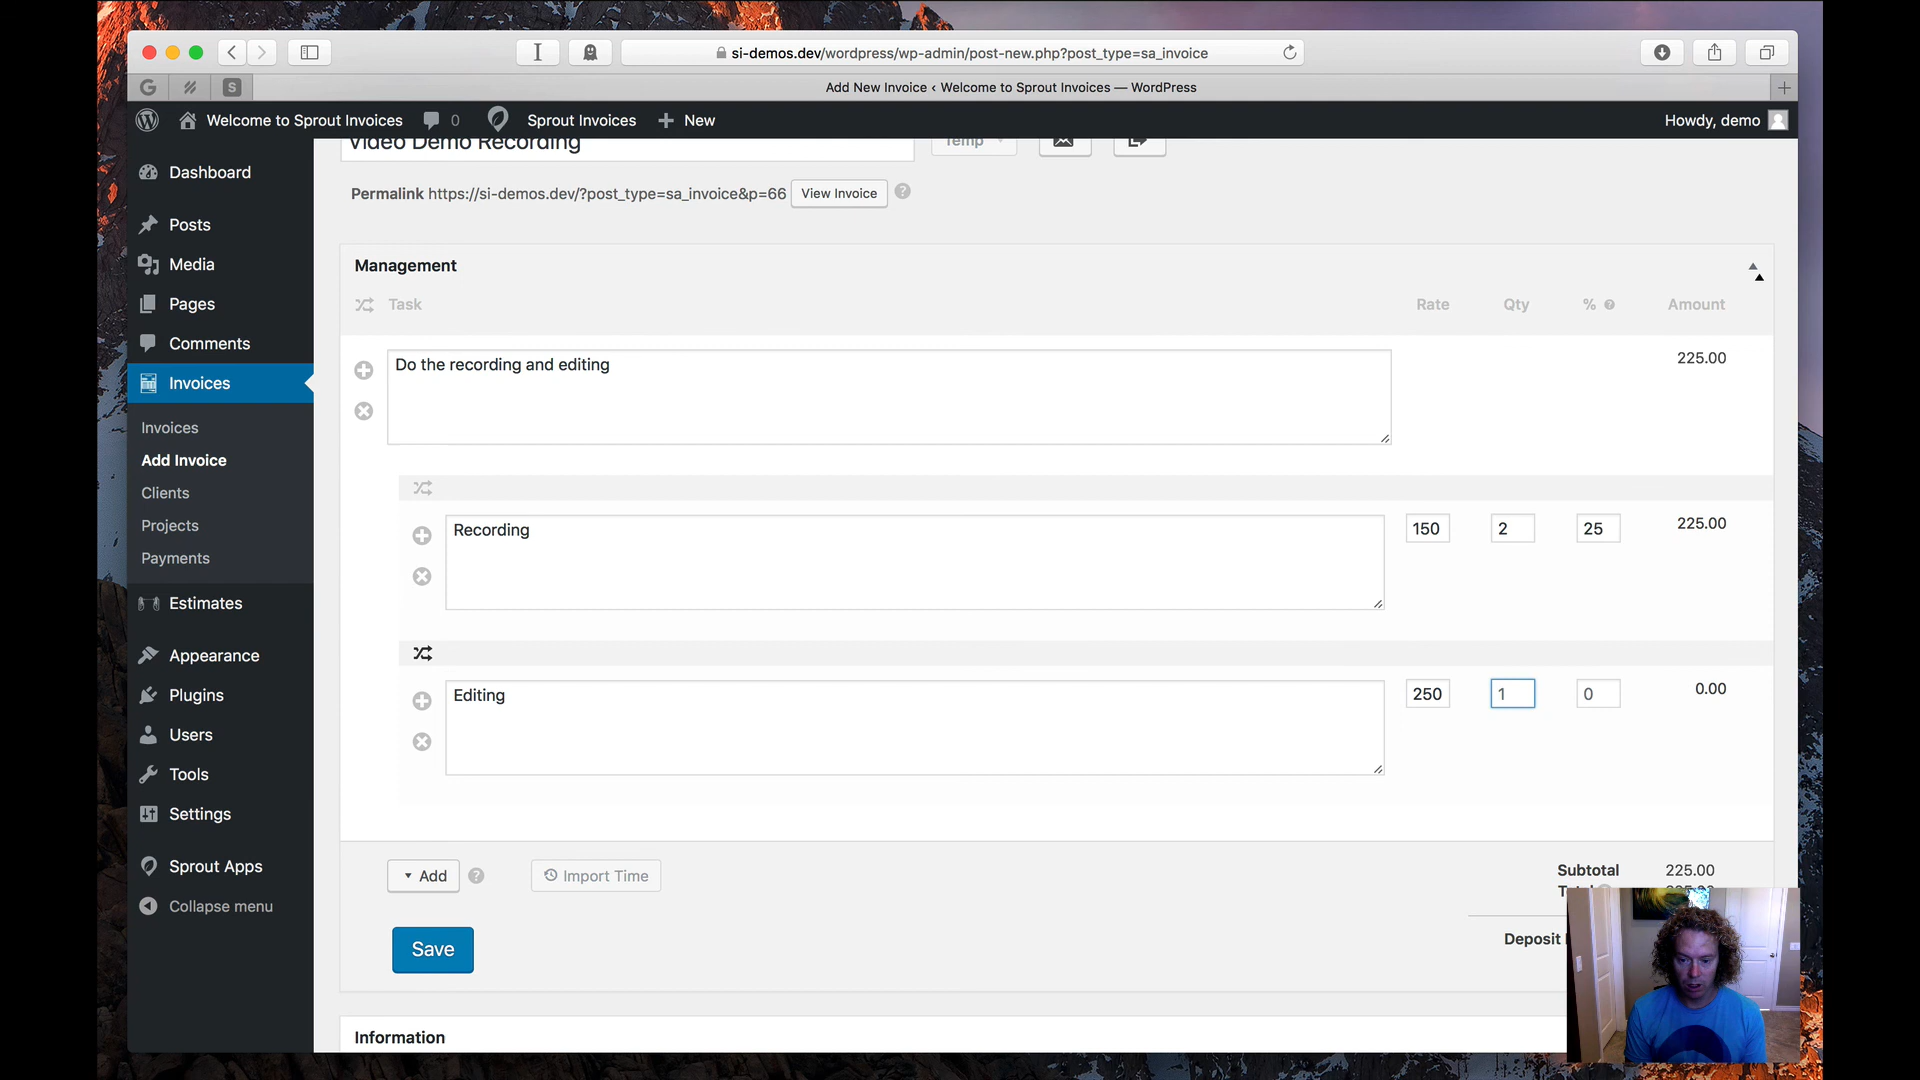 si-demos.dev/wordpress/wp-admin/post-new.php?post_type=sa_invoice
G
S
Add New Invoice ‹ Welcome to Sprout Invoices — WordPress
Welcome to Sprout Invoices
0
Sprout Invoices
New
Howdy, demo
Dashboard
Posts
Media
Pages
Comments
Invoices
Invoices
Add Invoice
Clients
Projects
Payments
Estimates
Appearance
Plugins
Users
Tools
Settings
Sprout Apps
Collapse menu
Video Demo Recording
Temp
Permalink https://si-demos.dev/?post_type=sa_invoice&p=66 View Invoice ?
Management
Task Rate Qty % ? Amount
Do the recording and editing 225.00
Recording 150 2 25 225.00
Editing 250 1 0 0.00
Add ? Import Time
Subtotal 225.00
Save
Deposit
Information